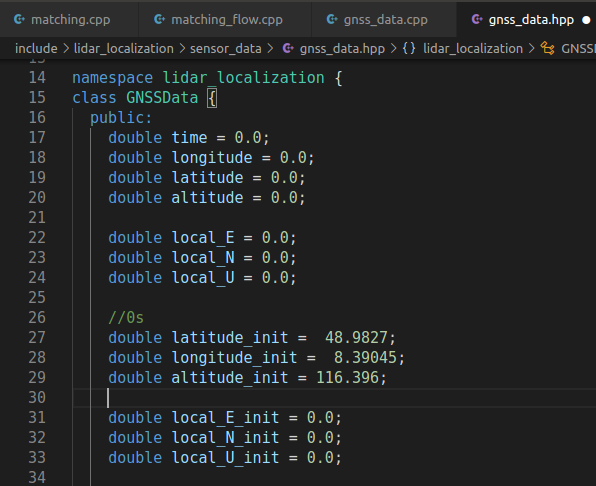 matching.cpp matching_flow.cpp gnss_data.cpp gnss_data.hpp
include > lidar_localization > sensor_data > gnss_data.hpp > {} lidar_localization > GNSS
14 namespace lidar_localization {
15 class GNSSData {
16 public:
17 double time = 0.0;
18 double longitude = 0.0;
19 double latitude = 0.0;
20 double altitude = 0.0;
21
22 double local_E = 0.0;
23 double local_N = 0.0;
24 double local_U = 0.0;
25
26 //0s
27 double latitude_init =  48.9827;
28 double longitude_init =  8.39045;
29 double altitude_init = 116.396;
30
31 double local_E_init = 0.0;
32 double local_N_init = 0.0;
33 double local_U_init = 0.0;
34